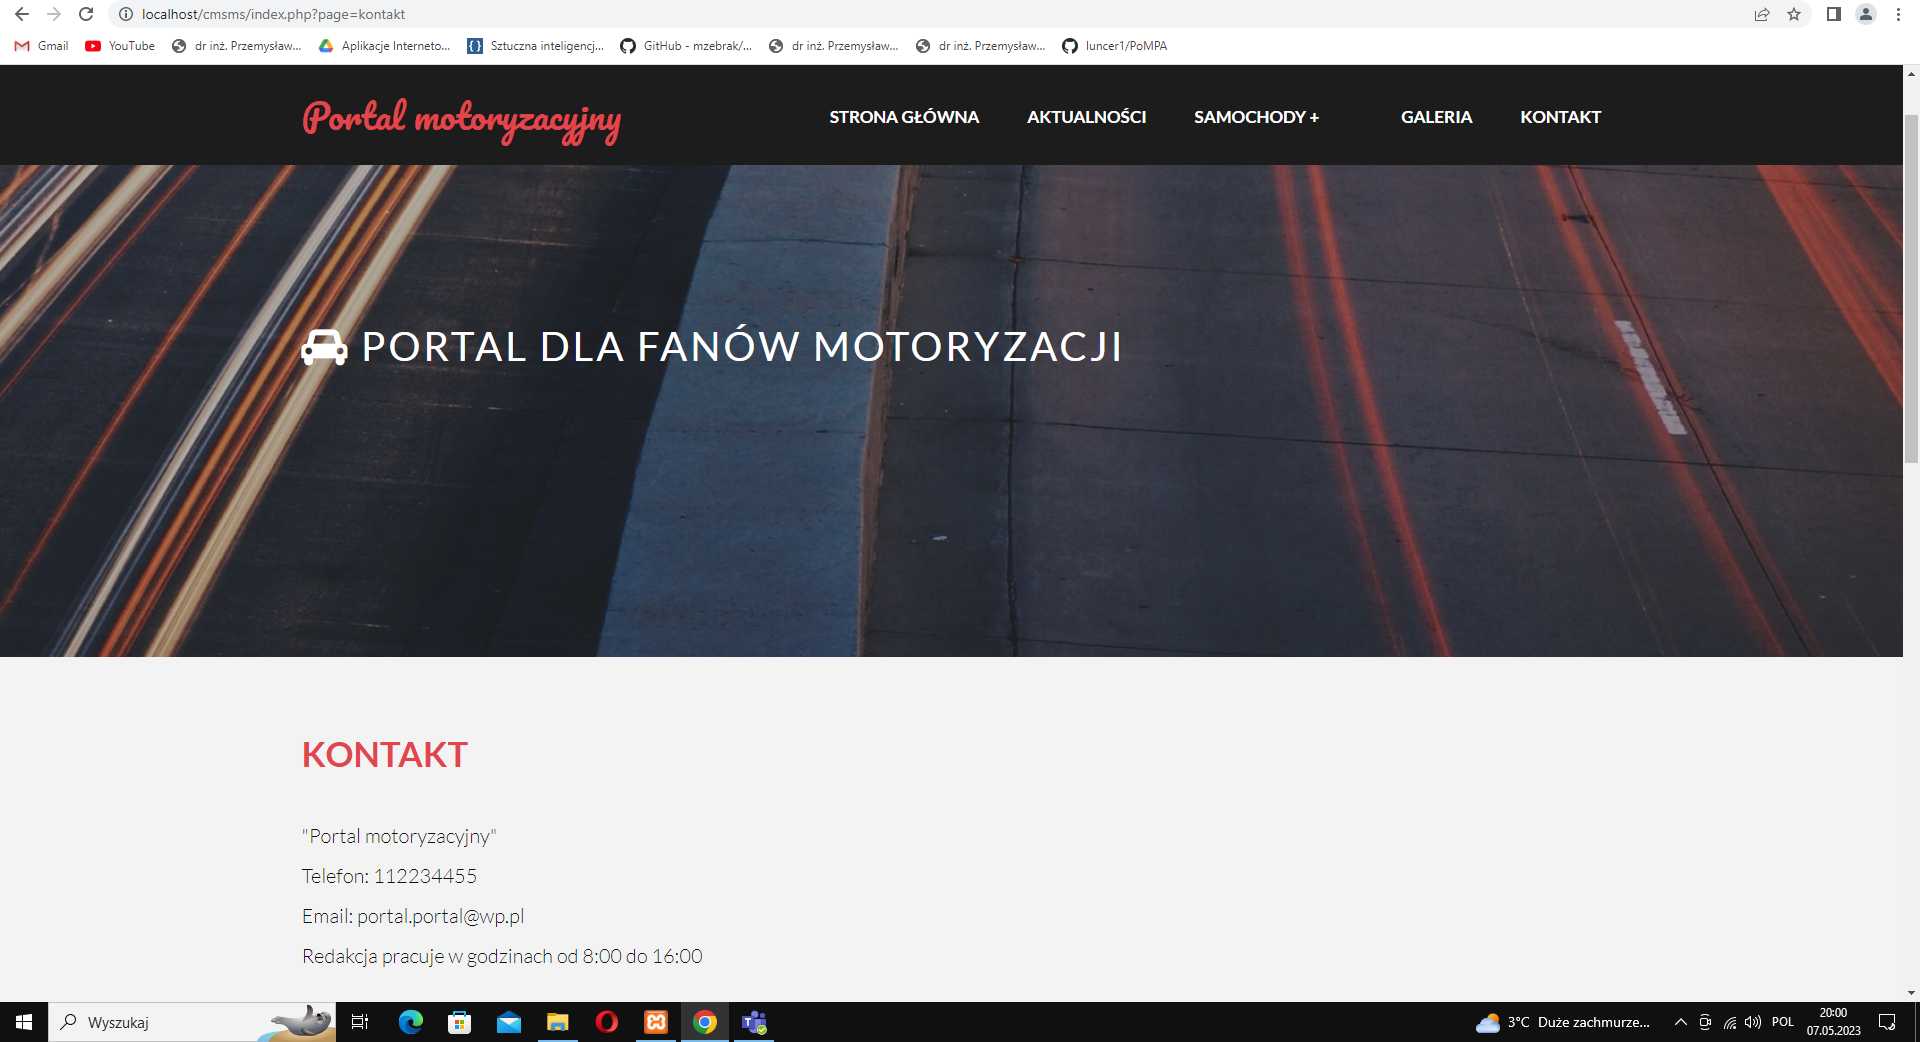 localhost/cmsms/index.php?page=kontakt
Gmail
YouTube
dr inż. Przemysław...
Aplikacje Interneto...
Sztuczna inteligencj...
GitHub - mzebrak/...
dr inż. Przemysław...
dr inż. Przemysław...
luncer1/PoMPA
Portal motoryzacyjny
STRONA GŁÓWNA
AKTUALNOŚCI
SAMOCHODY +
GALERIA
KONTAKT
PORTAL DLA FANÓW MOTORYZACJI
KONTAKT
"Portal motoryzacyjny"
Telefon: 112234455
Email: portal.portal@wp.pl
Redakcja pracuje w godzinach od 8:00 do 16:00
Wyszukaj
3°C Duże zachmurze...
POL
20:00
07.05.2023